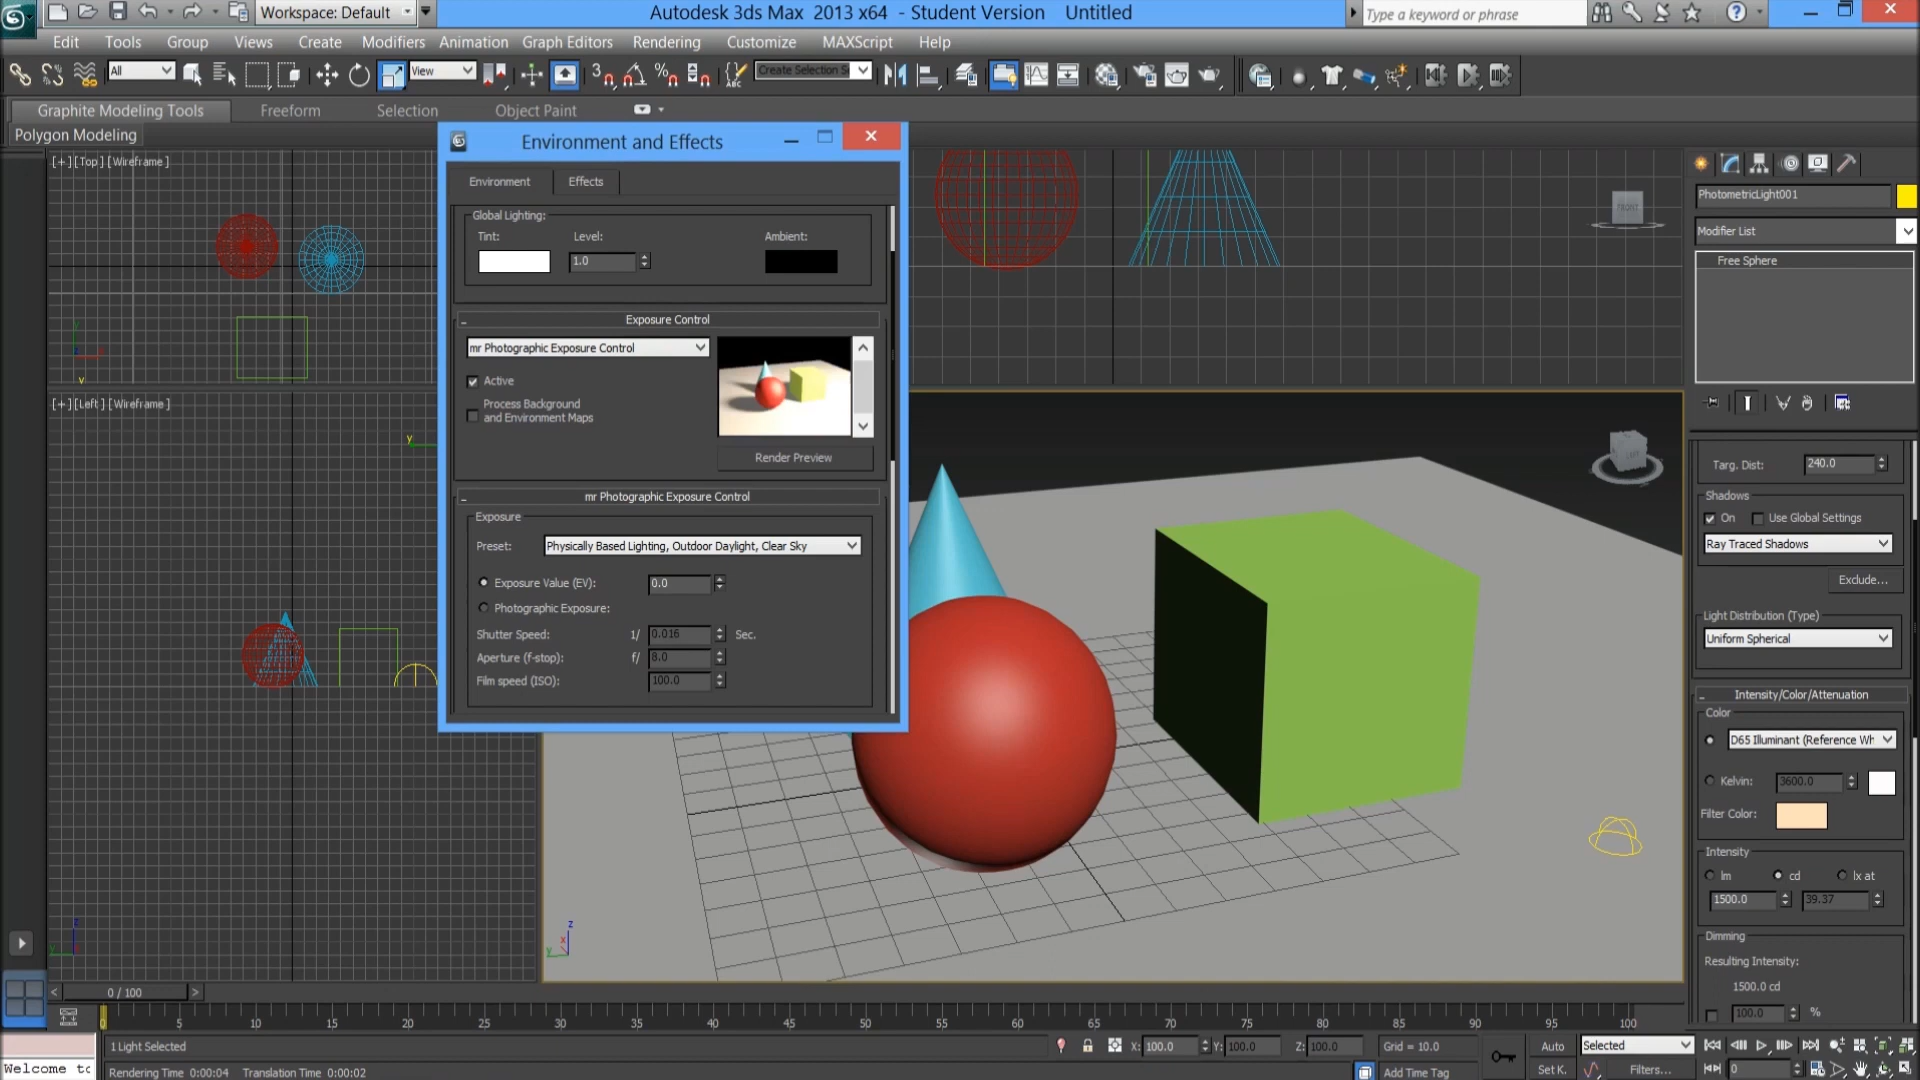 Workspace: Default
Autodesk 3ds Max 2013 x64 - Student Version Untitled
Type a keyword or phrase
Edit Tools Group Views Create Modifiers Animation Graph Editors Rendering Customize MAXScript Help
All
View
3
%
ABC
Create Selection S
Graphite Modeling Tools Freeform Selection Object Paint
Polygon Modeling
Environment and Effects
Environment Effects
Global Lighting:
Tint: Level: Ambient:
1.0
Exposure Control
mr Photographic Exposure Control
Active
Process Background
and Environment Maps
Render Preview
mr Photographic Exposure Control
Exposure
Preset: Physically Based Lighting, Outdoor Daylight, Clear Sky
Exposure Value (EV): 0.0
Photographic Exposure:
Shutter Speed: 1/ 0.016 Sec.
Aperture (f-stop): f/ 8.0
Film speed (ISO): 100.0
[+] [Top] [Wireframe]
y
[+] [Left] [Wireframe]
y
FRONT
z
y
z
x
y
PhotometricLight001
Modifier List
Free Sphere
Targ. Dist: 240.0
Shadows
On Use Global Settings
Ray Traced Shadows
Exclude...
Light Distribution (Type)
Uniform Spherical
Intensity/Color/Attenuation
Color
D65 Illuminant (Reference Wh
Kelvin: 3600.0
Filter Color:
Intensity
lm cd lx at
1500.0 39.37
Dimming
Resulting Intensity:
1500.0 cd
100.0 %
< 0 / 100 >
0 5 10 15 20 25 30 35 40 45 50 55 60 65 70 75 80 85 90 95 100
1 Light Selected
X: 100.0 Y: 100.0 Z: 100.0 Grid = 10.0
Auto Selected
Welcome to
Rendering Time 0:00:04 Translation Time 0:00:02
Add Time Tag
Set K. Filters... 0